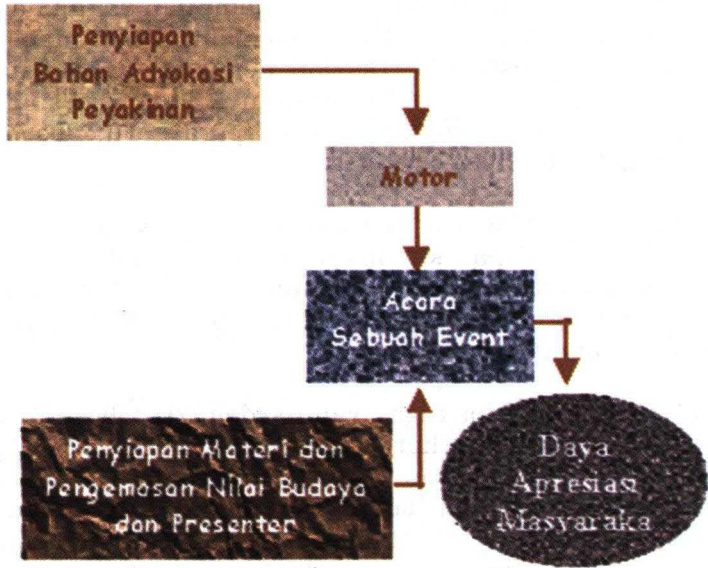 Penyiapan
Bahan Advokasi
Peyakinan
Motor
Acara
Sebuah Event
Penyiapan Materi dan
Pengemasan Nilai Budaya
dan Presenter
Daya
Apresiasi
Masyaraka